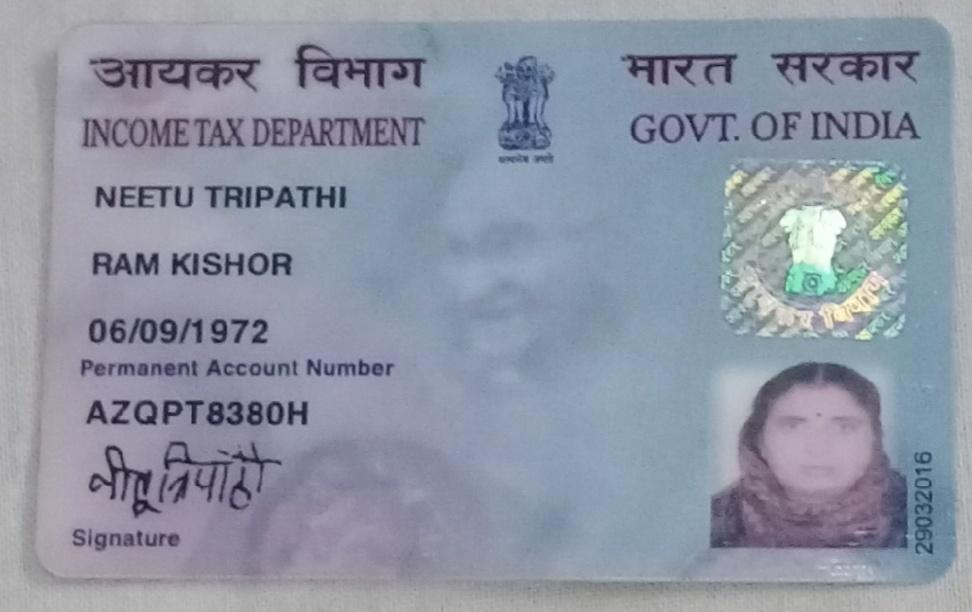 आयकर विभाग
INCOME TAX DEPARTMENT
भारत सरकार
GOVT. OF INDIA
सत्यमेव जयते
NEETU TRIPATHI
RAM KISHOR
06/09/1972
Permanent Account Number
AZQPT8380H
नीतू त्रिपाठी
Signature
29032016